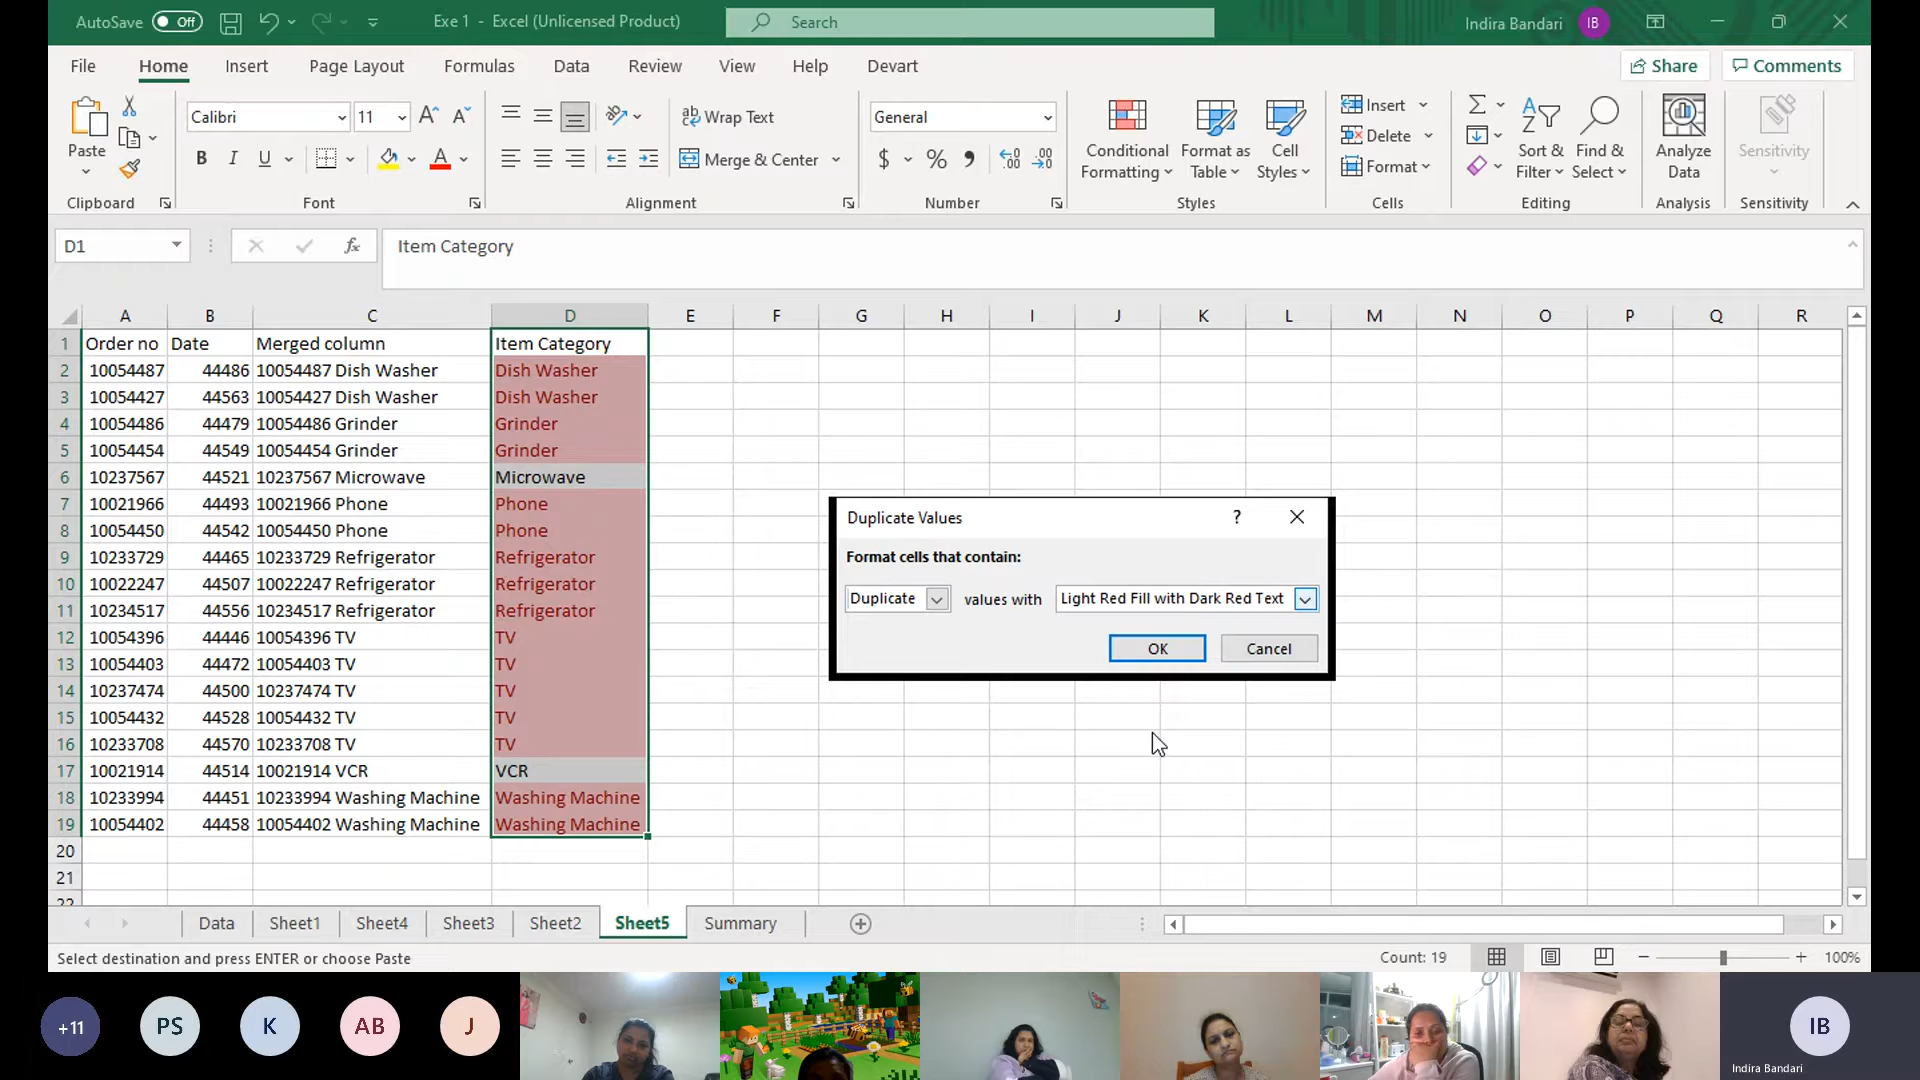 AutoSave Off Exe 1 - Excel (Unlicensed Product) Search Indira Bandari IB
File Home Insert Page Layout Formulas Data Review View Help Devart Share Comments
Paste
Clipboard
Calibri 11
B I U
Font
Wrap Text
Merge & Center
Alignment
General
$ %
Number
Conditional Formatting
Format as Table
Cell Styles
Styles
Insert
Delete
Format
Cells
Sort & Filter
Find & Select
Editing
Analyze Data
Analysis
Sensitivity
Sensitivity
D1 fx Item Category
A B C D E F G H I J K L M N O P Q R
1 Order no Date Merged column Item Category
2 10054487 44486 10054487 Dish Washer Dish Washer
3 10054427 44563 10054427 Dish Washer Dish Washer
4 10054486 44479 10054486 Grinder Grinder
5 10054454 44549 10054454 Grinder Grinder
6 10237567 44521 10237567 Microwave Microwave
7 10021966 44493 10021966 Phone Phone
8 10054450 44542 10054450 Phone Phone
9 10233729 44465 10233729 Refrigerator Refrigerator
10 10022247 44507 10022247 Refrigerator Refrigerator
11 10234517 44556 10234517 Refrigerator Refrigerator
12 10054396 44446 10054396 TV TV
13 10054403 44472 10054403 TV TV
14 10237474 44500 10237474 TV TV
15 10054432 44528 10054432 TV TV
16 10233708 44570 10233708 TV TV
17 10021914 44514 10021914 VCR VCR
18 10233994 44451 10233994 Washing Machine Washing Machine
19 10054402 44458 10054402 Washing Machine Washing Machine
20
21
22
Duplicate Values ?
Format cells that contain:
Duplicate values with Light Red Fill with Dark Red Text
OK Cancel
Data Sheet1 Sheet4 Sheet3 Sheet2 Sheet5 Summary
Select destination and press ENTER or choose Paste Count: 19 100%
+11 PS K AB J IB
Indira Bandari